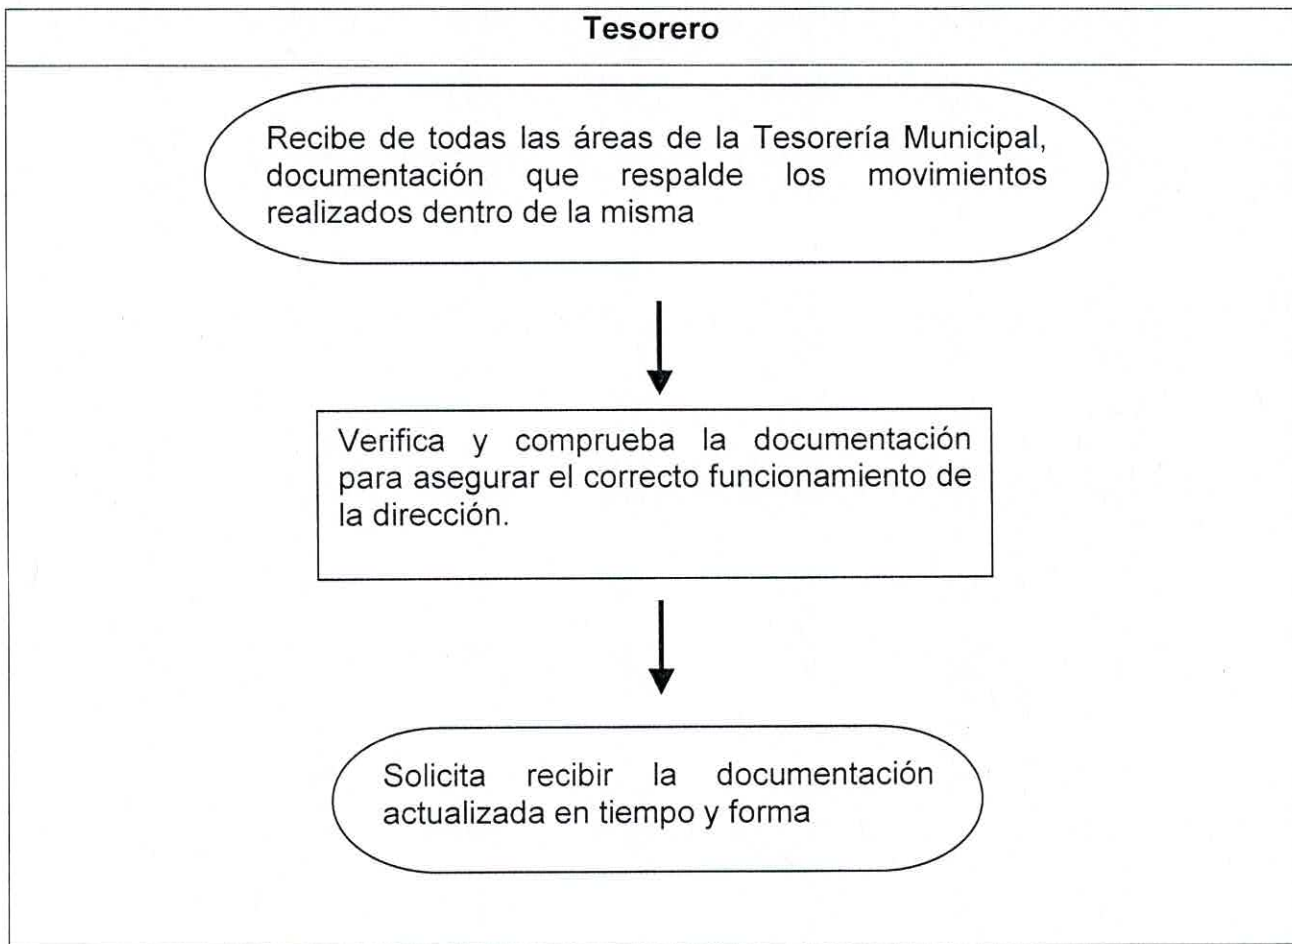 Tesorero
Recibe de todas las áreas de la Tesorería Municipal,
documentación que respalde los movimientos
realizados dentro de la misma
Verifica y comprueba la documentación
para asegurar el correcto funcionamiento de
la dirección.
Solicita recibir la documentación
actualizada en tiempo y forma